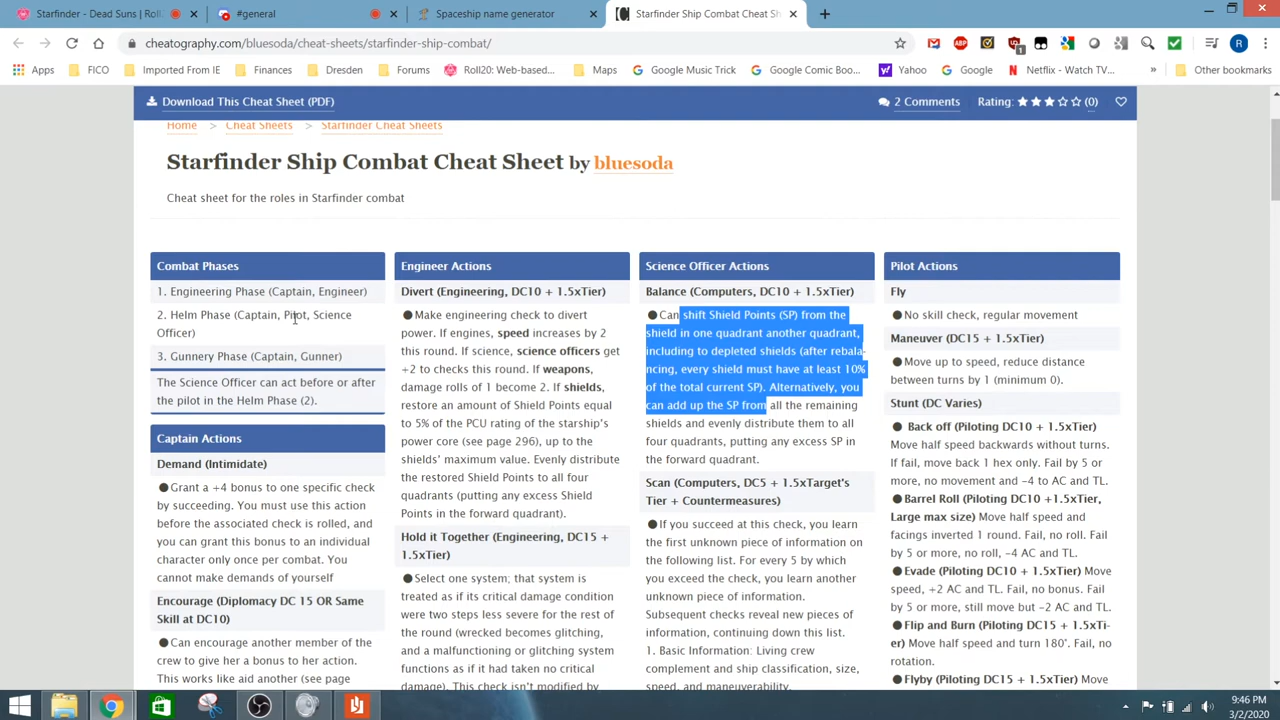 Starfinder - Dead Suns | Roll
#general
Spaceship name generator
Starfinder Ship Combat Cheat Sh
cheatography.com/bluesoda/cheat-sheets/starfinder-ship-combat/
Apps
FICO
Imported From IE
Finances
Dresden
Forums
Roll20: Web-based...
Maps
Google Music Trick
Google Comic Boo...
Yahoo
Google
Netflix - Watch TV...
Other bookmarks
Download This Cheat Sheet (PDF)
2 Comments
Rating:
(0)
Home > Cheat Sheets > Starfinder Cheat Sheets
Starfinder Ship Combat Cheat Sheet by bluesoda
Cheat sheet for the roles in Starfinder combat
Combat Phases
1. Engineering Phase (Captain, Engineer)
2. Helm Phase (Captain, Pilot, Science
Officer)
3. Gunnery Phase (Captain, Gunner)
The Science Officer can act before or after
the pilot in the Helm Phase (2).
Captain Actions
Demand (Intimidate)
●Grant a +4 bonus to one specific check
by succeeding. You must use this action
before the associated check is rolled, and
you can grant this bonus to an individual
character only once per combat. You
cannot make demands of yourself
Encourage (Diplomacy DC 15 OR Same
Skill at DC10)
●Can encourage another member of the
crew to give her a bonus to her action.
This works like aid another (see page
Engineer Actions
Divert (Engineering, DC10 + 1.5xTier)
●Make engineering check to divert
power. If engines, speed increases by 2
this round. If science, science officers get
+2 to checks this round. If weapons,
damage rolls of 1 become 2. If shields,
restore an amount of Shield Points equal
to 5% of the PCU rating of the starship's
power core (see page 296), up to the
shields' maximum value. Evenly distribute
the restored Shield Points to all four
quadrants (putting any excess Shield
Points in the forward quadrant).
Hold it Together (Engineering, DC15 +
1.5xTier)
●Select one system; that system is
treated as if its critical damage condition
were two steps less severe for the rest of
the round (wrecked becomes glitching,
and a malfunctioning or glitching system
functions as if it had taken no critical
damage). This check isn't modified by
Science Officer Actions
Balance (Computers, DC10 + 1.5xTier)
●Can shift Shield Points (SP) from the
shield in one quadrant another quadrant,
including to depleted shields (after rebala-
ncing, every shield must have at least 10%
of the total current SP). Alternatively, you
can add up the SP from all the remaining
shields and evenly distribute them to all
four quadrants, putting any excess SP in
the forward quadrant.
Scan (Computers, DC5 + 1.5xTarget's
Tier + Countermeasures)
●If you succeed at this check, you learn
the first unknown piece of information on
the following list. For every 5 by which
you exceed the check, you learn another
unknown piece of information.
Subsequent checks reveal new pieces of
information, continuing down this list.
1. Basic Information: Living crew
complement and ship classification, size,
speed, and maneuverability.
Pilot Actions
Fly
●No skill check, regular movement
Maneuver (DC15 + 1.5xTier)
●Move up to speed, reduce distance
between turns by 1 (minimum 0).
Stunt (DC Varies)
● Back off (Piloting DC10 + 1.5xTier)
Move half speed backwards without turns.
If fail, move back 1 hex only. Fail by 5 or
more, no movement and -4 to AC and TL.
●Barrel Roll (Piloting DC10 +1.5xTier,
Large max size) Move half speed and
facings inverted 1 round. Fail, no roll. Fail
by 5 or more, no roll, -4 AC and TL.
●Evade (Piloting DC10 + 1.5xTier) Move
speed, +2 AC and TL. Fail, no bonus. Fail
by 5 or more, still move but -2 AC and TL.
●Flip and Burn (Piloting DC15 + 1.5xTi-
er) Move half speed and turn 180°. Fail, no
rotation.
●Flyby (Piloting DC15 + 1.5xTier) Move
9:46 PM
3/2/2020